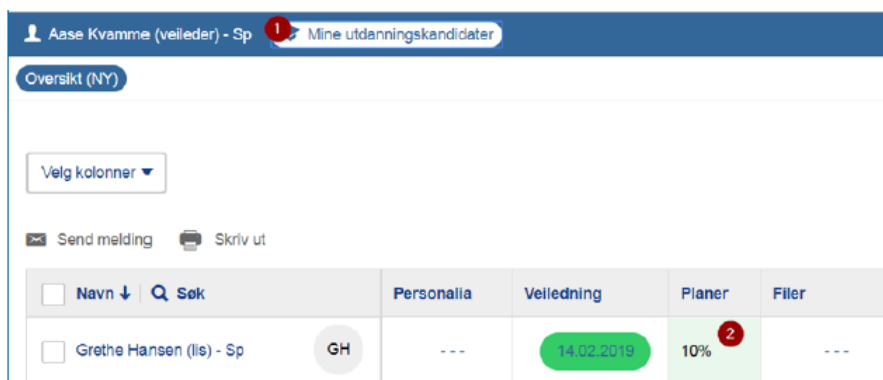 Aase Kvamme (veileder) - Sp 1 Mine utdanningskandidater
Oversikt (NY)
Velg kolonner
Send melding Skriv ut
Navn Søk Personalia Veiledning Planer Filer
Grethe Hansen (lis) - Sp GH - - - 14.02.2019 10% 2 - - -